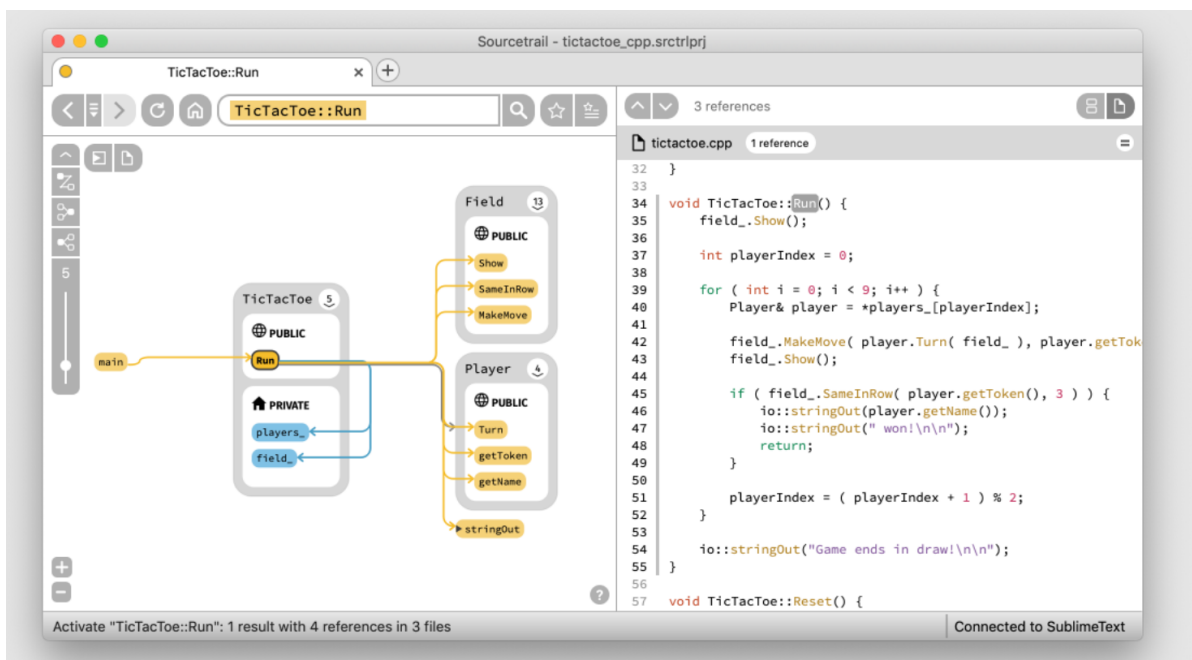 Sourcetrail - tictactoe_cpp.srctrlprj
TicTacToe::Run
TicTacToe::Run
3 references
tictactoe.cpp 1 reference
5
main
TicTacToe 5
PUBLIC
Run
PRIVATE
players_
field_
Field 13
PUBLIC
Show
SameInRow
MakeMove
Player 4
PUBLIC
Turn
getToken
getName
stringOut
?
32 }
33
34 void TicTacToe::Run() {
35 field_.Show();
36
37 int playerIndex = 0;
38
39 for ( int i = 0; i < 9; i++ ) {
40 Player& player = *players_[playerIndex];
41
42 field_.MakeMove( player.Turn( field_ ), player.getTok
43 field_.Show();
44
45 if ( field_.SameInRow( player.getToken(), 3 ) ) {
46 io::stringOut(player.getName());
47 io::stringOut(" won!\n\n");
48 return;
49 }
50
51 playerIndex = ( playerIndex + 1 ) % 2;
52 }
53
54 io::stringOut("Game ends in draw!\n\n");
55 }
56
57 void TicTacToe::Reset() {
Activate "TicTacToe::Run": 1 result with 4 references in 3 files
Connected to SublimeText